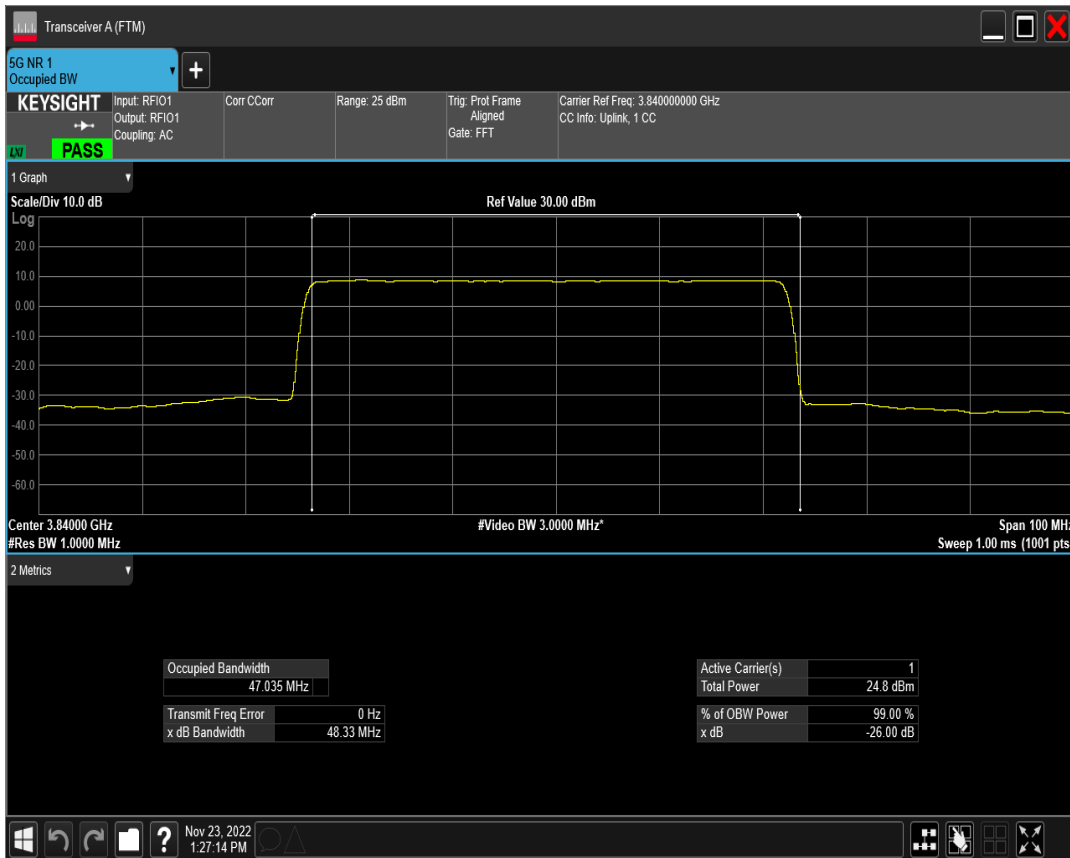 Transceiver A (FTM)
5G NR 1
Occupied BW
+
KEYSIGHT
LXI
PASS
Input: RFIO1
Output: RFIO1
Coupling: AC
Corr CCorr
Range: 25 dBm
Trig: Prot Frame
Aligned
Gate: FFT
Carrier Ref Freq: 3.840000000 GHz
CC Info: Uplink, 1 CC
1 Graph
Scale/Div 10.0 dB
Ref Value 30.00 dBm
Log
20.0
10.0
0.00
-10.0
-20.0
-30.0
-40.0
-50.0
-60.0
Center 3.84000 GHz
#Video BW 3.0000 MHz*
Span 100 MHz
#Res BW 1.0000 MHz
Sweep 1.00 ms (1001 pts
2 Metrics
Occupied Bandwidth
47.035 MHz
Transmit Freq Error 0 Hz
x dB Bandwidth 48.33 MHz
Active Carrier(s) 1
Total Power 24.8 dBm
% of OBW Power 99.00 %
x dB -26.00 dB
?
Nov 23, 2022
1:27:14 PM